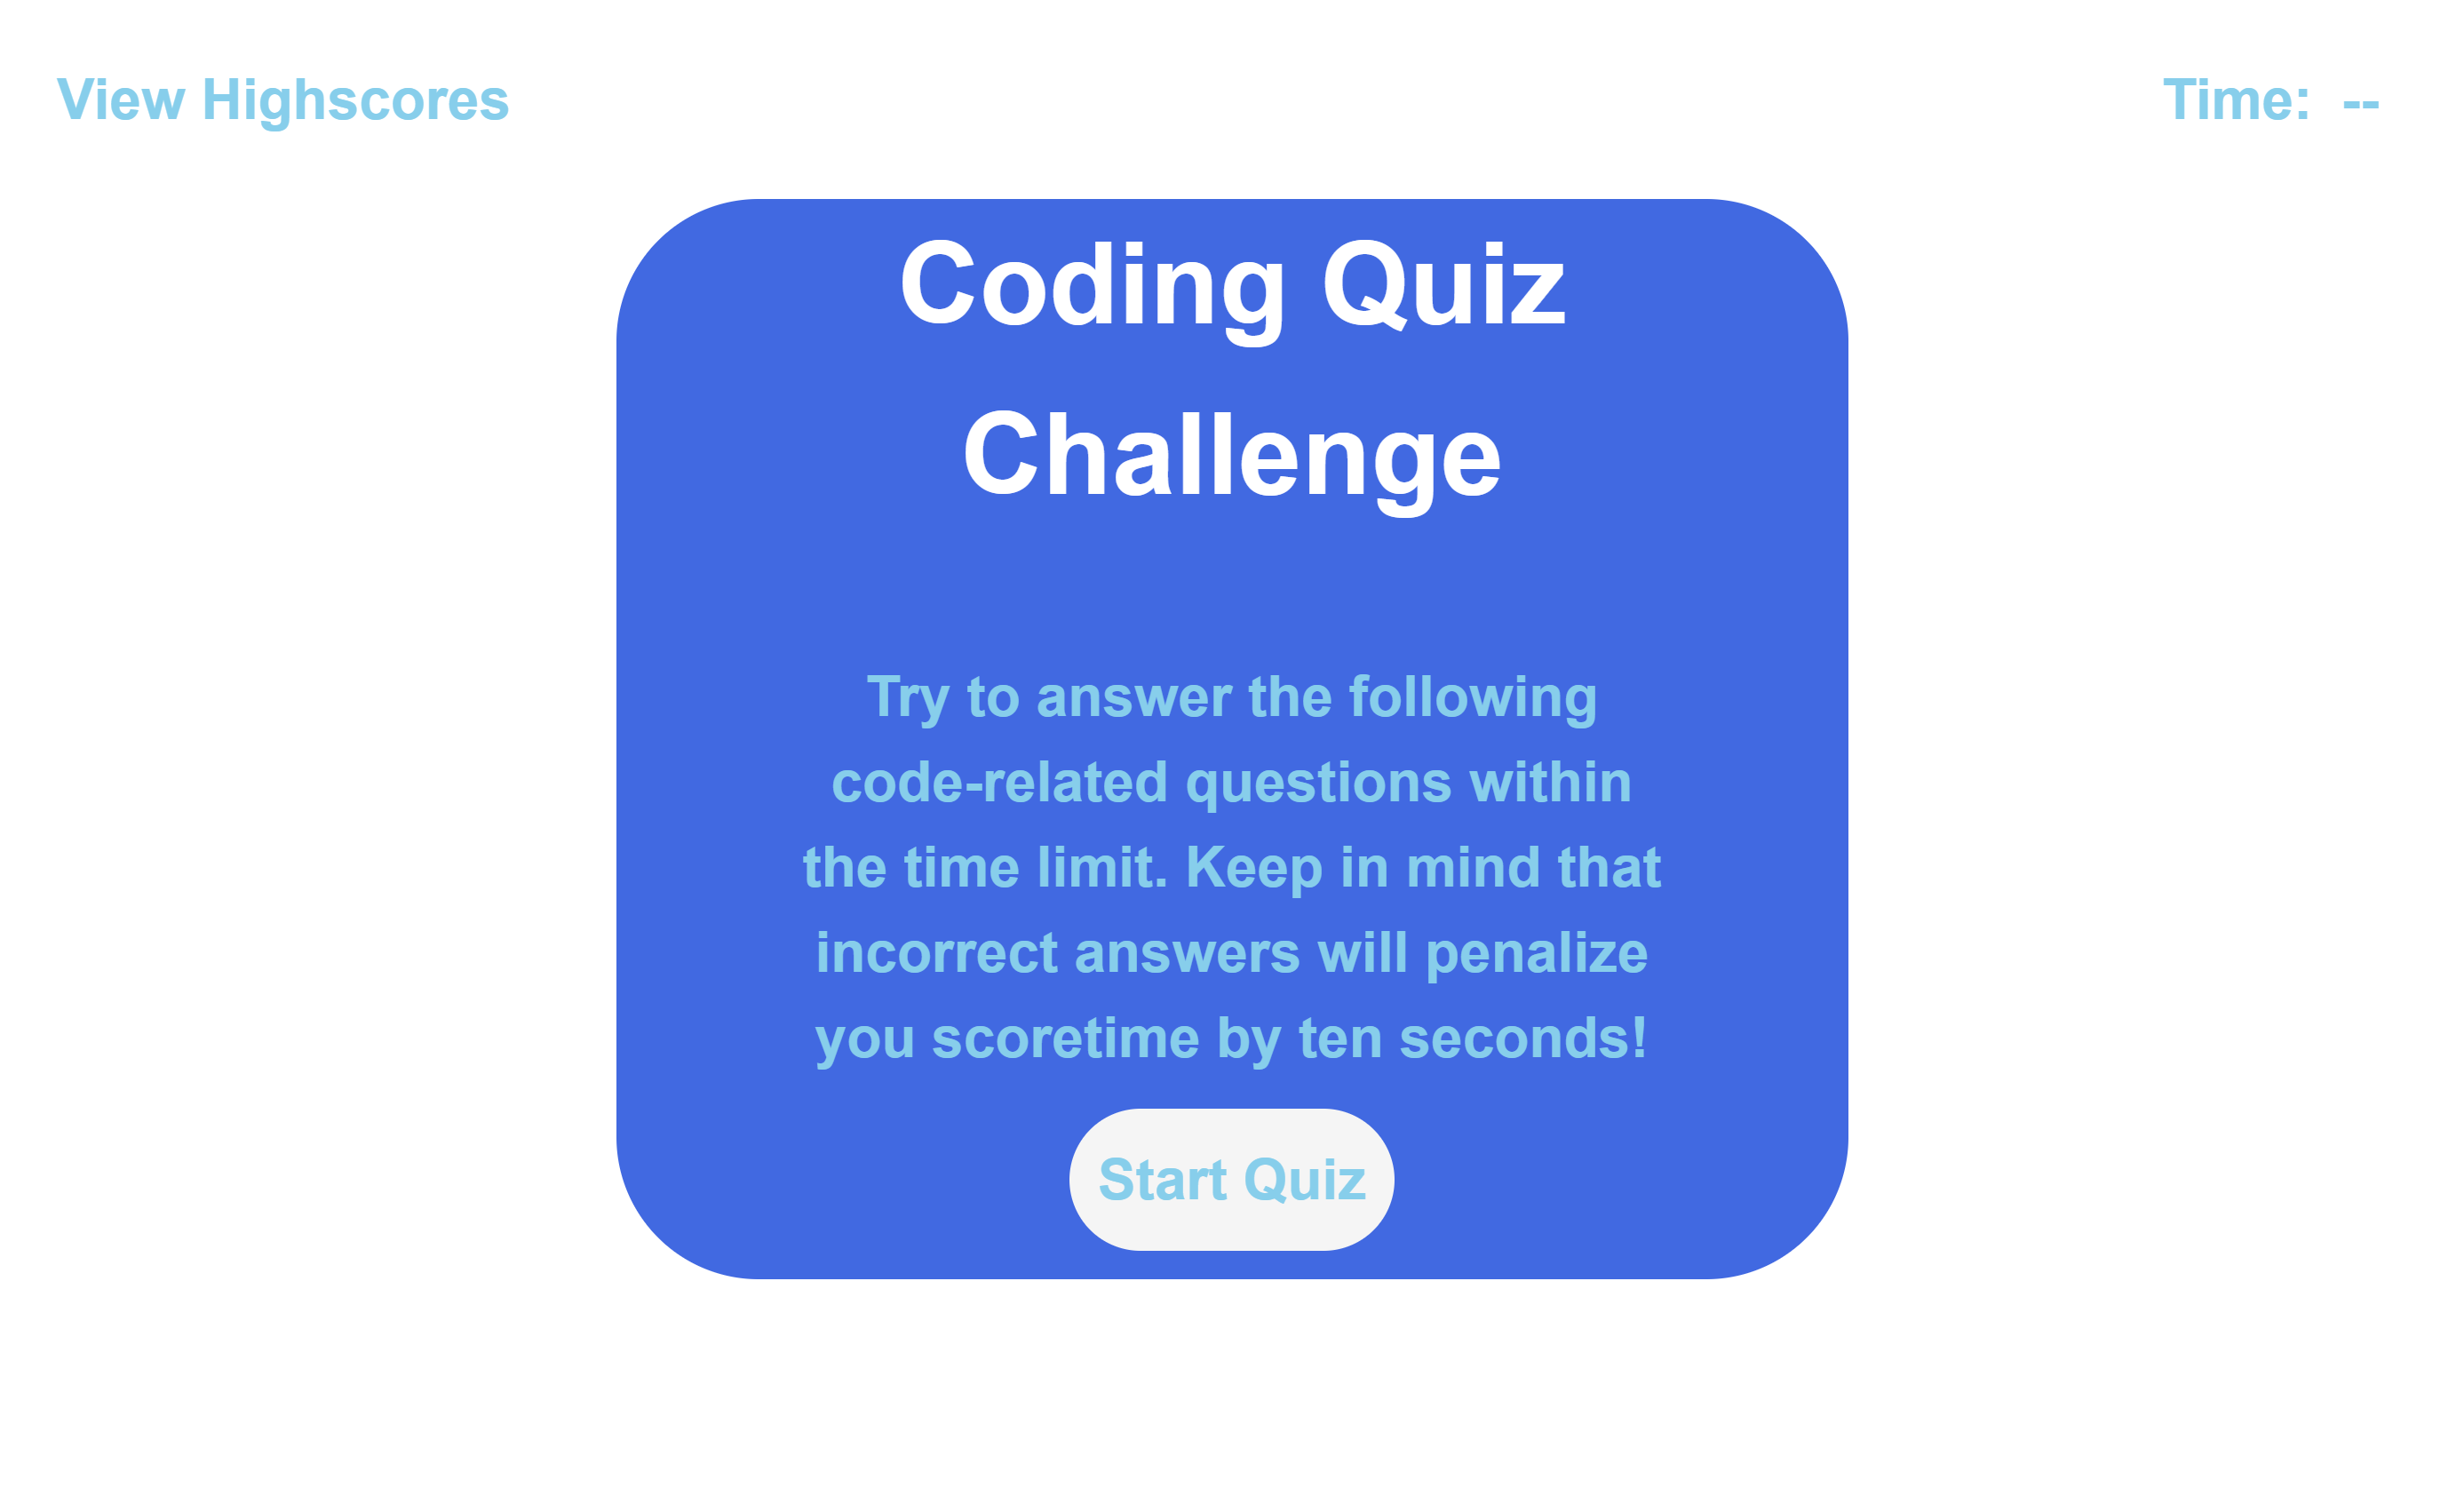 View Highscores
Time: --
Coding Quiz
Challenge
Try to answer the following
code-related questions within
the time limit. Keep in mind that
incorrect answers will penalize
you scoretime by ten seconds!
Start Quiz